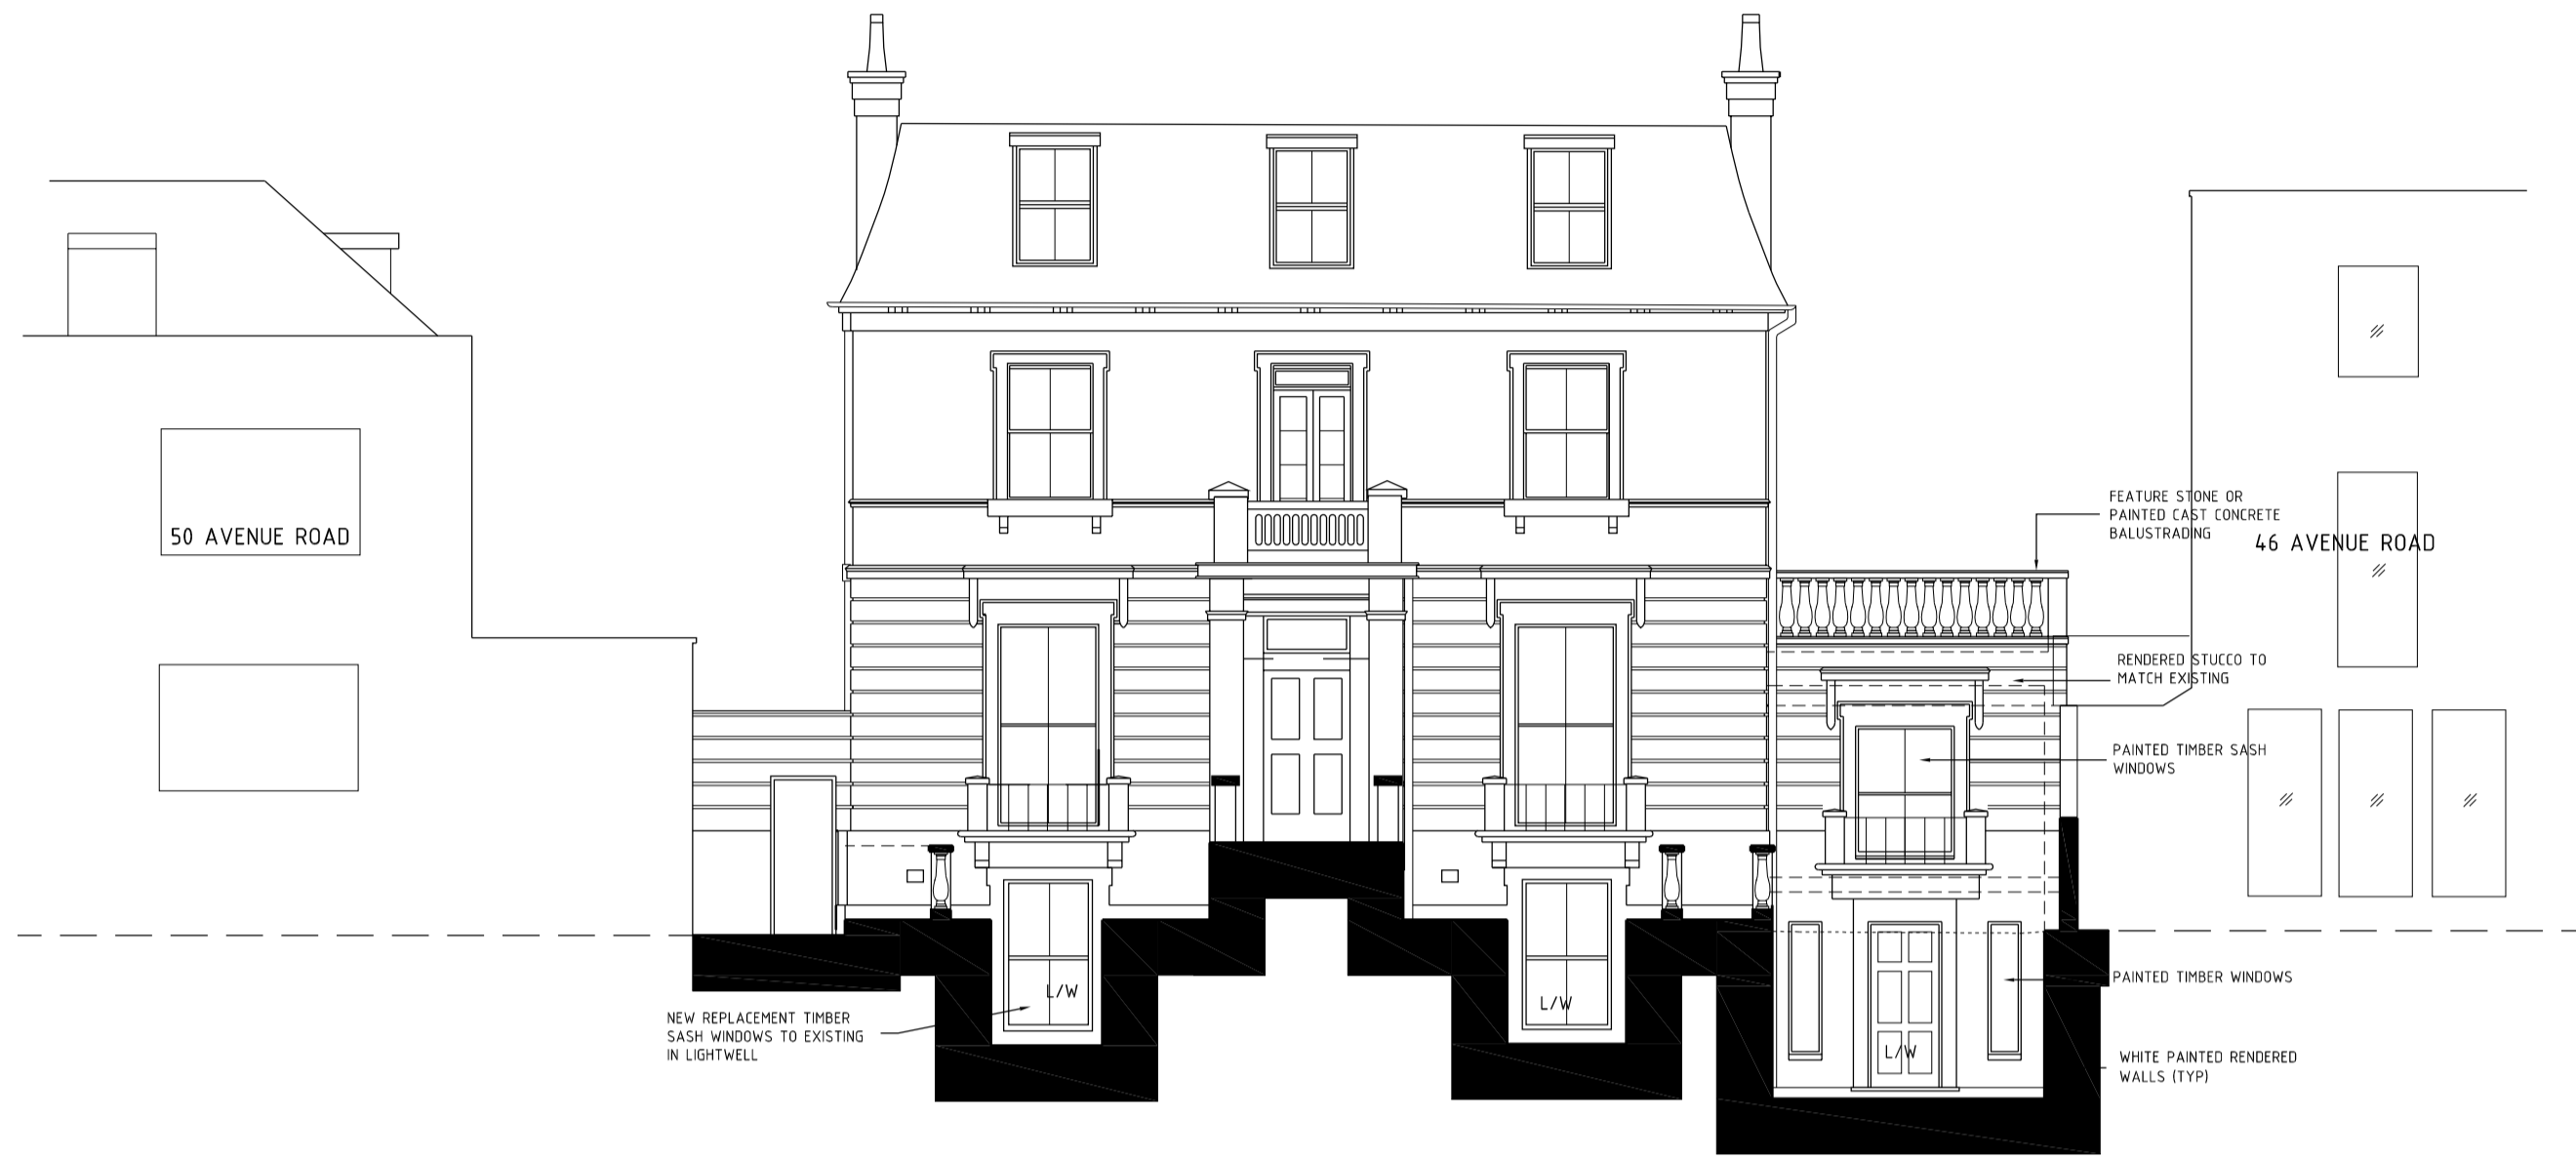 50 AVENUE ROAD
FEATURE STONE OR
PAINTED CAST CONCRETE
BALUSTRADING
46 AVENUE ROAD
RENDERED STUCCO TO
MATCH EXISTING
PAINTED TIMBER SASH
WINDOWS
PAINTED TIMBER WINDOWS
L/W
L/W
NEW REPLACEMENT TIMBER
SASH WINDOWS TO EXISTING
IN LIGHTWELL
L/W
WHITE PAINTED RENDERED
WALLS (TYP)